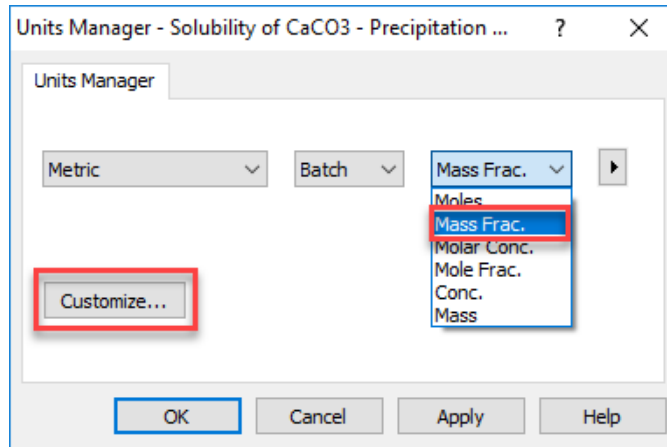 Units Manager - Solubility of CaCO3 - Precipitation ... ? ×
Units Manager
Metric Batch Mass Frac.
Moles
Mass Frac.
Molar Conc.
Mole Frac.
Conc.
Mass
Customize...
OK Cancel Apply Help